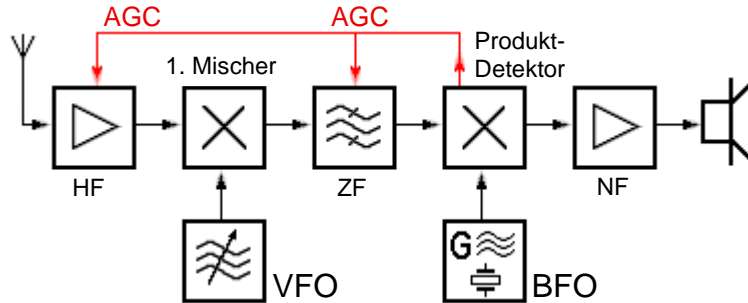 AGC
AGC
Produkt-
Detektor
1. Mischer
HF
ZF
NF
VFO
G
BFO